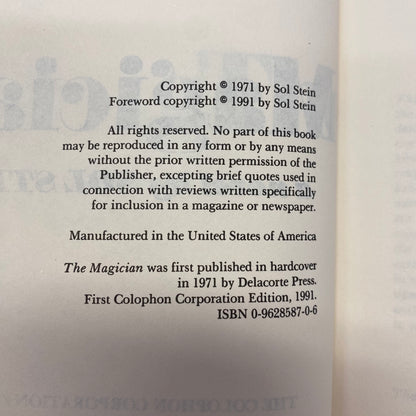 Copyright © 1971 by Sol Stein
Foreword copyright © 1991 by Sol Stein
All rights reserved. No part of this book
may be reproduced in any form or by any means
without the prior written permission of the
Publisher, excepting brief quotes used in
connection with reviews written specifically
for inclusion in a magazine or newspaper.
Manufactured in the United States of America
The Magician was first published in hardcover
in 1971 by Delacorte Press.
First Colophon Corporation Edition, 1991.
ISBN 0-9628587-0-6